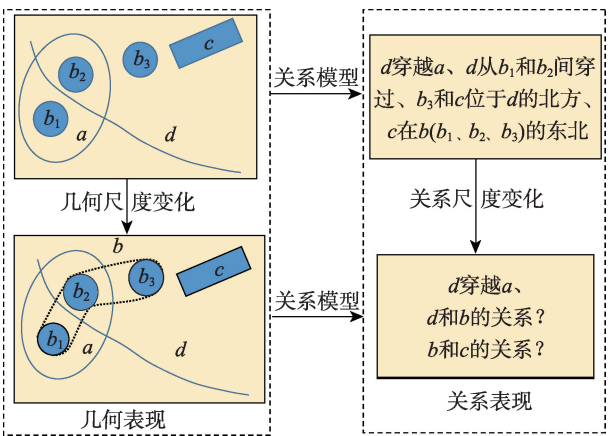 c
b₂
b₃
b₁
a
d
关系模型
d穿越a、d从b₁和b₂间穿
过、b₃和c位于d的北方、
c在b(b₁、b₂、b₃)的东北
几何尺度变化
关系尺度变化
b
c
b₃
b₂
b₁
a
d
关系模型
d穿越a、
d和b的关系?
b和c的关系?
几何表现
关系表现